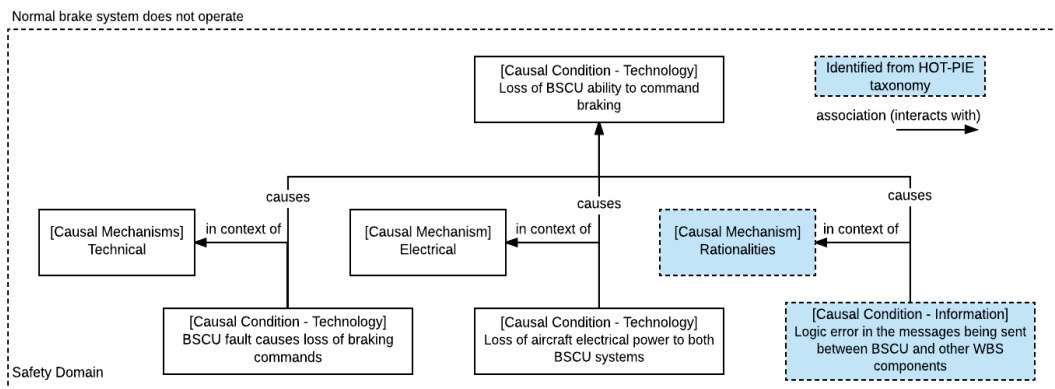 Normal brake system does not operate
[Causal Condition - Technology]
Loss of BSCU ability to command
braking
Identified from HOT-PIE
taxonomy
association (interacts with)
causes
causes
causes
[Causal Mechanisms]
Technical
in context of
[Causal Mechanism]
Electrical
in context of
[Causal Mechanism]
Rationalities
in context of
[Causal Condition - Technology]
BSCU fault causes loss of braking
commands
[Causal Condition - Technology]
Loss of aircraft electrical power to both
BSCU systems
[Causal Condition - Information]
Logic error in the messages being sent
between BSCU and other WBS
components
Safety Domain